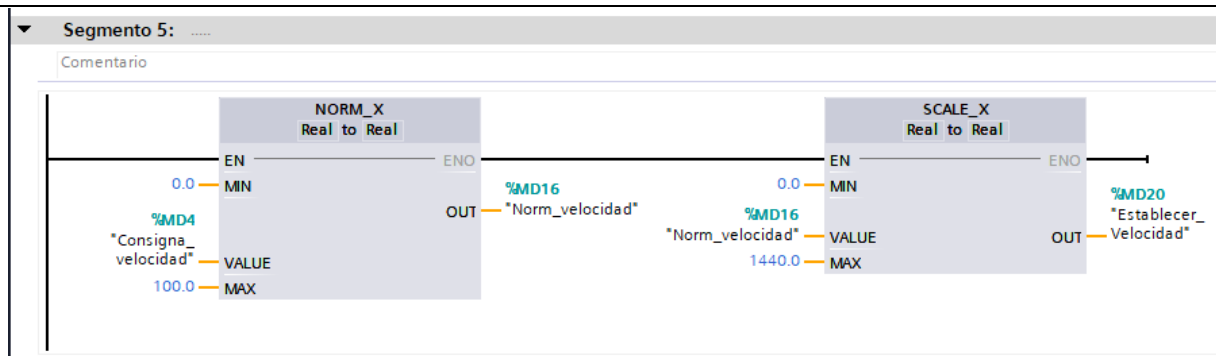 Segmento 5: .....
Comentario
NORM_X
Real to Real
EN
ENO
0.0
MIN
%MD16
"Norm_velocidad"
OUT
%MD4
"Consigna_
velocidad"
VALUE
100.0
MAX
SCALE_X
Real to Real
EN
ENO
0.0
MIN
%MD20
"Establecer_
Velocidad"
OUT
%MD16
"Norm_velocidad"
VALUE
1440.0
MAX